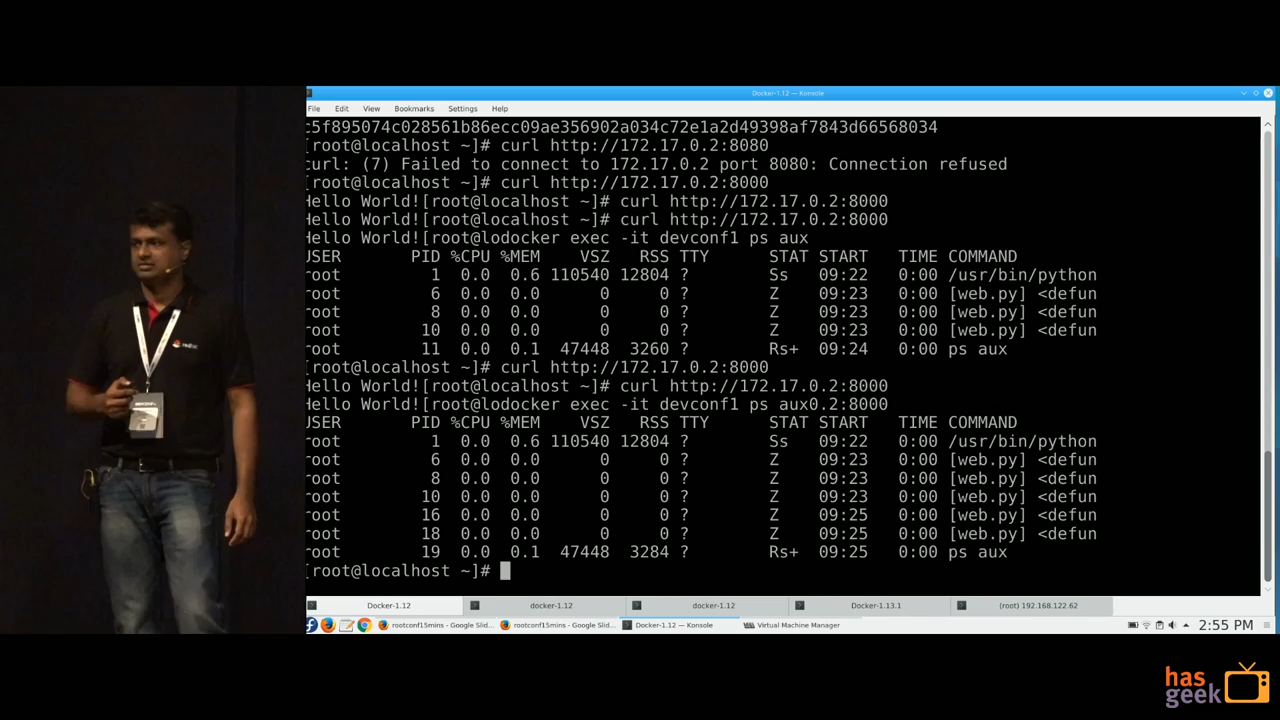 Docker-1.12 — Konsole
File Edit View Bookmarks Settings Help
c5f895074c028561b86ecc09ae356902a034c72e1a2d49398af7843d66568034
[root@localhost ~]# curl http://172.17.0.2:8080
curl: (7) Failed to connect to 172.17.0.2 port 8080: Connection refused
[root@localhost ~]# curl http://172.17.0.2:8000
Hello World![root@localhost ~]# curl http://172.17.0.2:8000
Hello World![root@localhost ~]# curl http://172.17.0.2:8000
Hello World![root@lodocker exec -it devconf1 ps aux
USER PID %CPU %MEM VSZ RSS TTY STAT START TIME COMMAND
root 1 0.0 0.6 110540 12804 ? Ss 09:22 0:00 /usr/bin/python
root 6 0.0 0.0 0 0 ? Z 09:23 0:00 [web.py] <defun
root 8 0.0 0.0 0 0 ? Z 09:23 0:00 [web.py] <defun
root 10 0.0 0.0 0 0 ? Z 09:23 0:00 [web.py] <defun
root 11 0.0 0.1 47448 3260 ? Rs+ 09:24 0:00 ps aux
[root@localhost ~]# curl http://172.17.0.2:8000
Hello World![root@localhost ~]# curl http://172.17.0.2:8000
Hello World![root@lodocker exec -it devconf1 ps aux0.2:8000
USER PID %CPU %MEM VSZ RSS TTY STAT START TIME COMMAND
root 1 0.0 0.6 110540 12804 ? Ss 09:22 0:00 /usr/bin/python
root 6 0.0 0.0 0 0 ? Z 09:23 0:00 [web.py] <defun
root 8 0.0 0.0 0 0 ? Z 09:23 0:00 [web.py] <defun
root 10 0.0 0.0 0 0 ? Z 09:23 0:00 [web.py] <defun
root 16 0.0 0.0 0 0 ? Z 09:25 0:00 [web.py] <defun
root 18 0.0 0.0 0 0 ? Z 09:25 0:00 [web.py] <defun
root 19 0.0 0.1 47448 3284 ? Rs+ 09:25 0:00 ps aux
[root@localhost ~]#
Docker-1.12 docker-1.12 docker-1.12 Docker-1.13.1 (root) 192.168.122.62
rootconf15mins - Google Slid... rootconf15mins - Google Slid... Docker-1.12 — Konsole Virtual Machine Manager 2:55 PM
has
geek